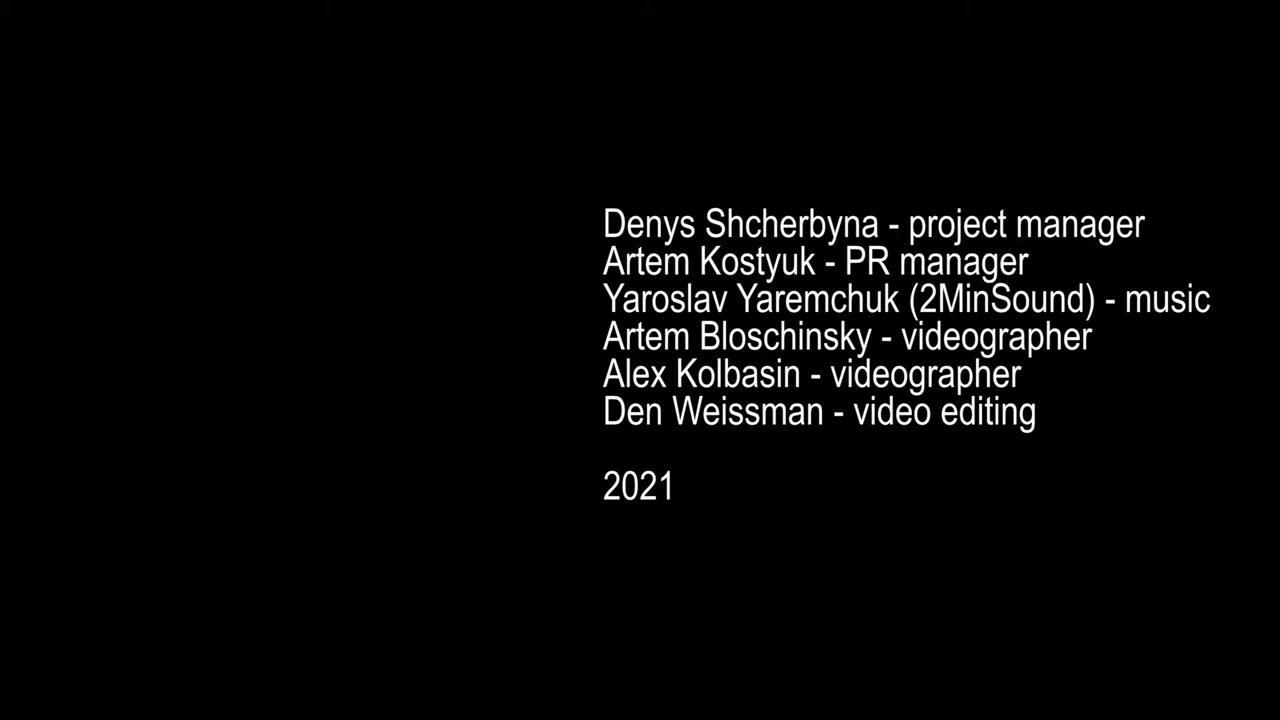 Denys Shcherbyna - project manager
Artem Kostyuk - PR manager
Yaroslav Yaremchuk (2MinSound) - music
Artem Bloschinsky - videographer
Alex Kolbasin - videographer
Den Weissman - video editing
2021